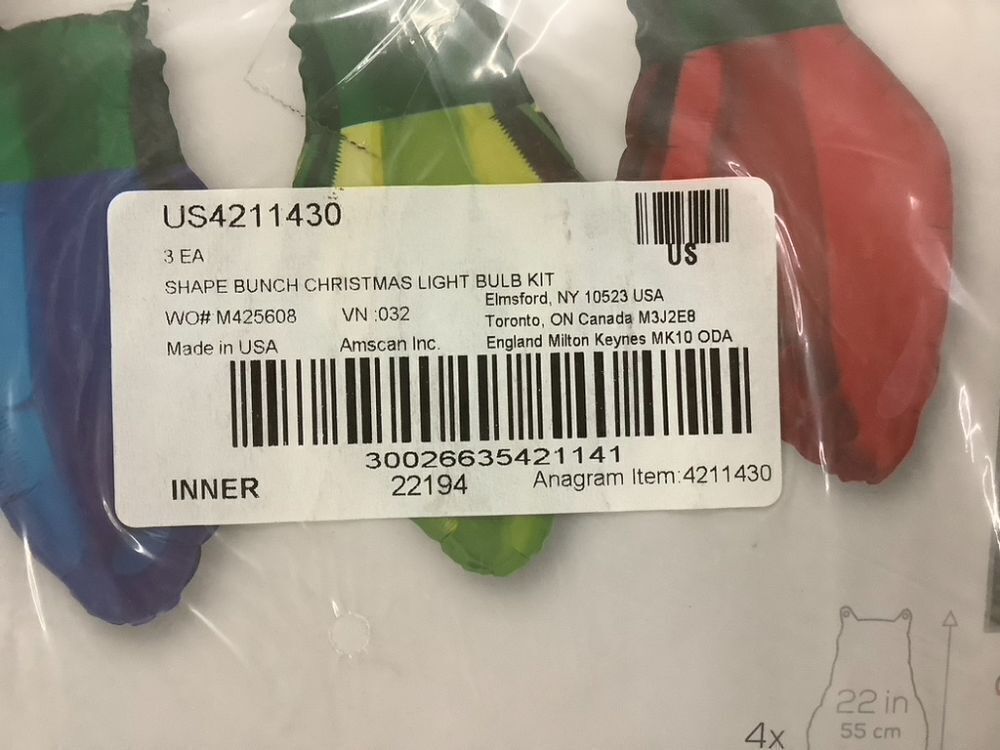 US4211430
US
3 EA
SHAPE BUNCH CHRISTMAS LIGHT BULB KIT
Elmsford, NY 10523 USA
WO# M425608 VN :032
Toronto, ON Canada M3J2E8
Made in USA Amscan Inc.
England Milton Keynes MK10 ODA
30026635421141
INNER 22194 Anagram Item:4211430
22 in
55 cm
4x